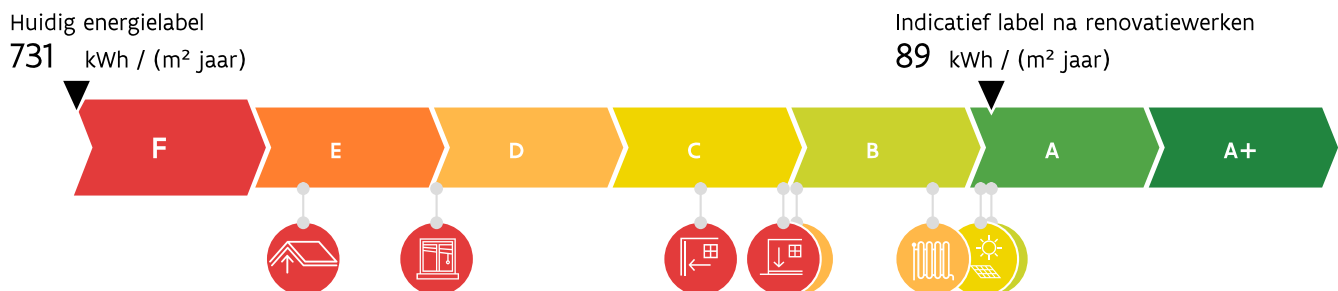 Huidig energielabel
731 kWh / (m² jaar)
Indicatief label na renovatiewerken
89 kWh / (m² jaar)
F E D C B A A+